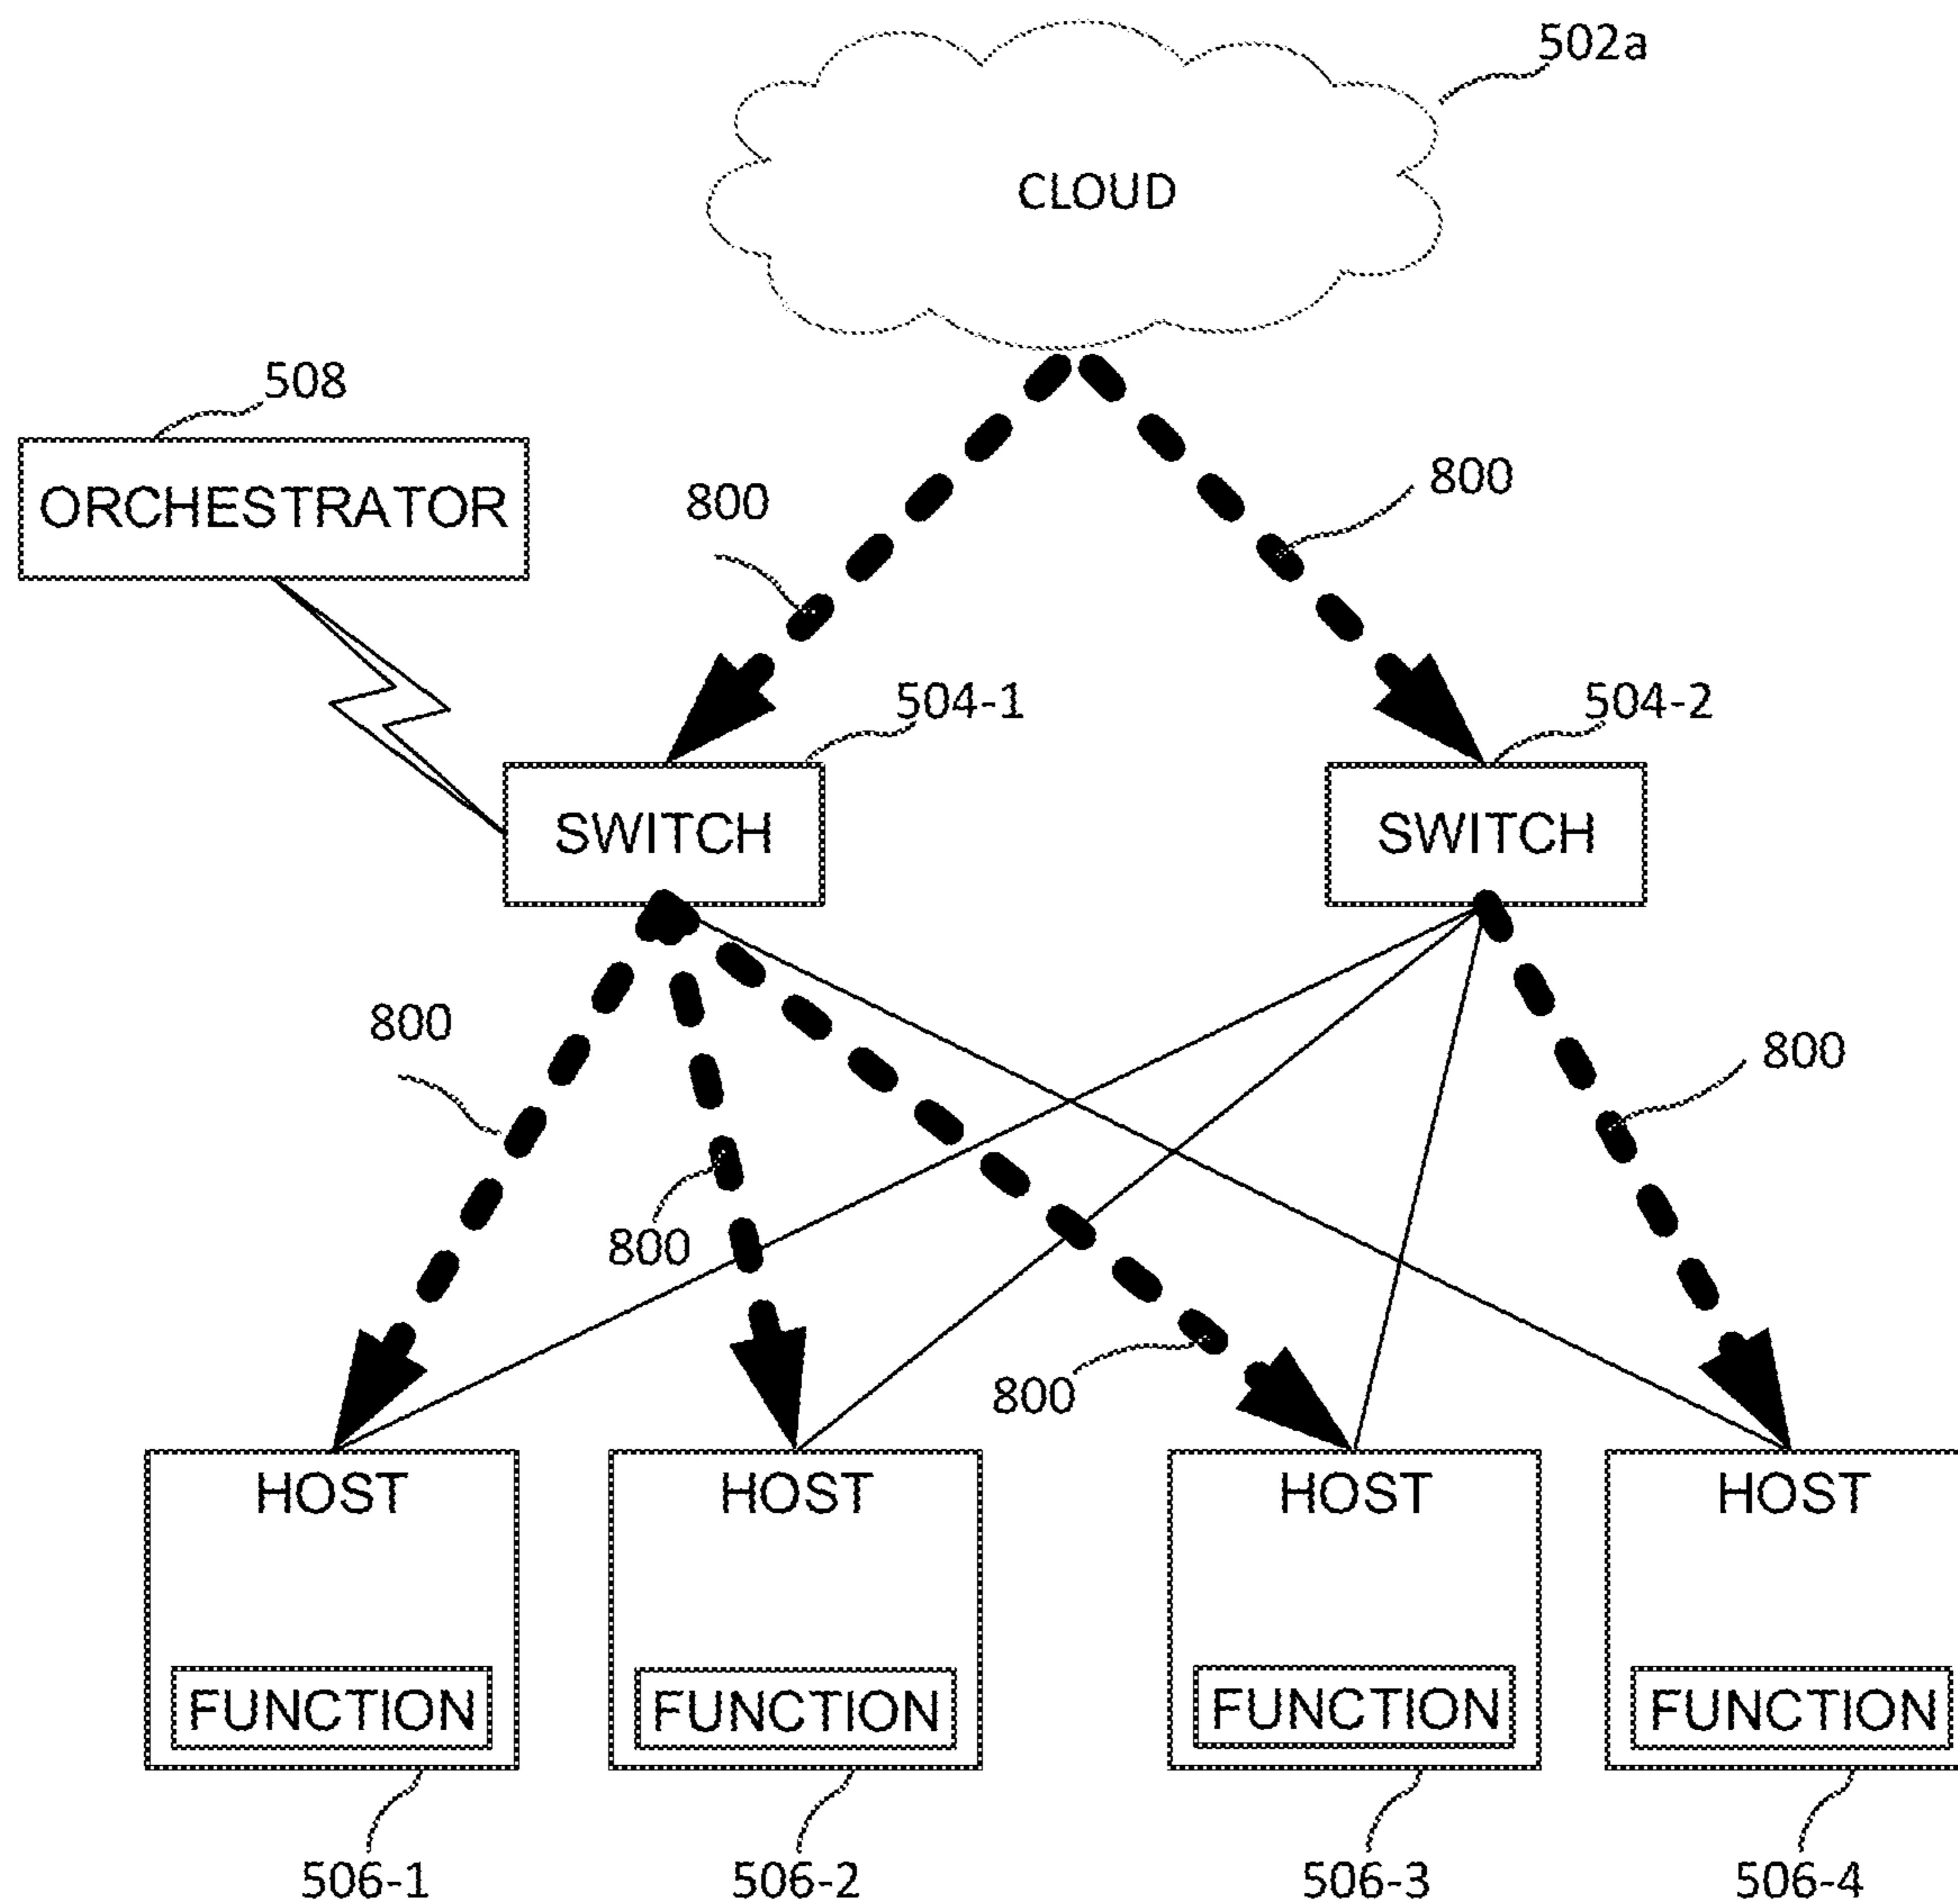 502a
CLOUD
508
ORCHESTRATOR
800
800
504-1
504-2
SWITCH
SWITCH
800
800
800
800
HOST
HOST
HOST
HOST
FUNCTION
FUNCTION
FUNCTION
FUNCTION
506-1
506-2
506-3
506-4